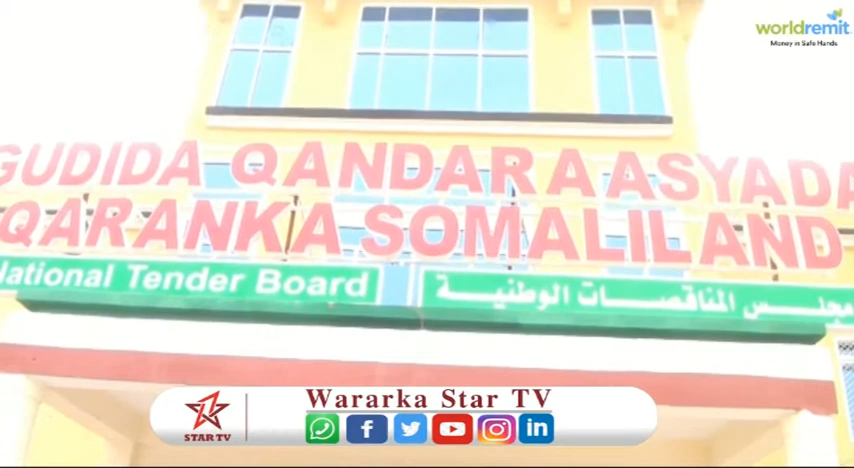 worldremit
Money in Safe Hands
GUDIDA QANDARAASYADA
QARANKA SOMALILAND
National Tender Board
مجلس المناقصات الوطنية
Wararka Star TV
STAR TV